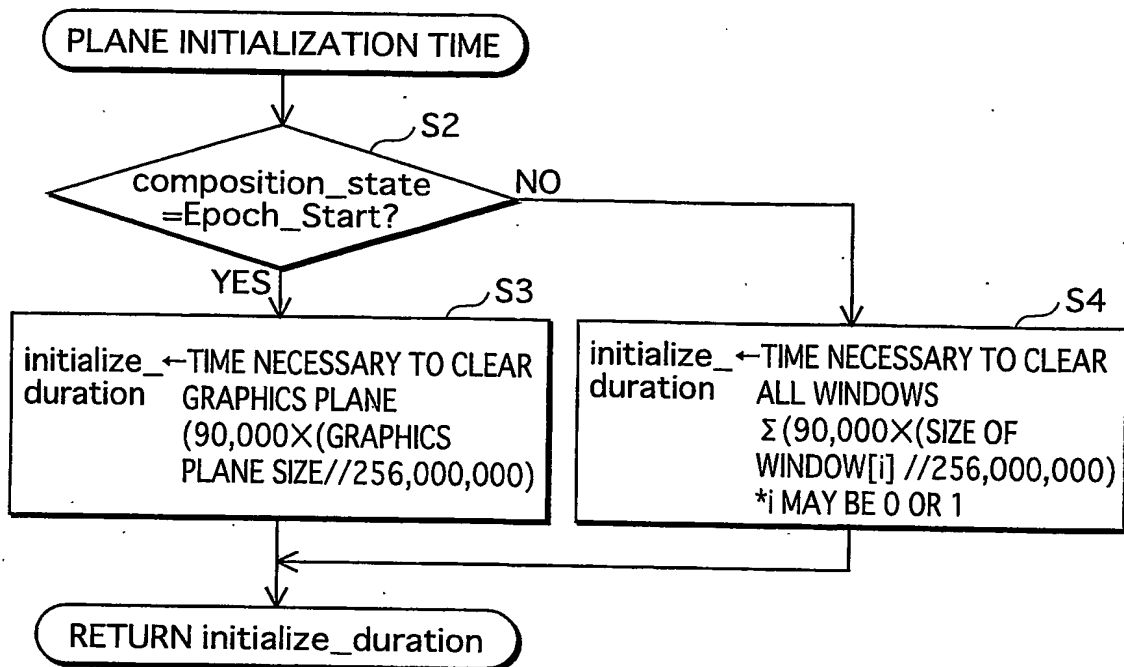 PLANE INITIALIZATION TIME
S2
composition_state
=Epoch_Start?
NO
YES
S3
initialize_←TIME NECESSARY TO CLEAR
duration GRAPHICS PLANE
(90,000×(GRAPHICS
PLANE SIZE//256,000,000)
S4
initialize_←TIME NECESSARY TO CLEAR
duration ALL WINDOWS
Σ(90,000×(SIZE OF
WINDOW[i] //256,000,000)
*i MAY BE 0 OR 1
RETURN initialize_duration